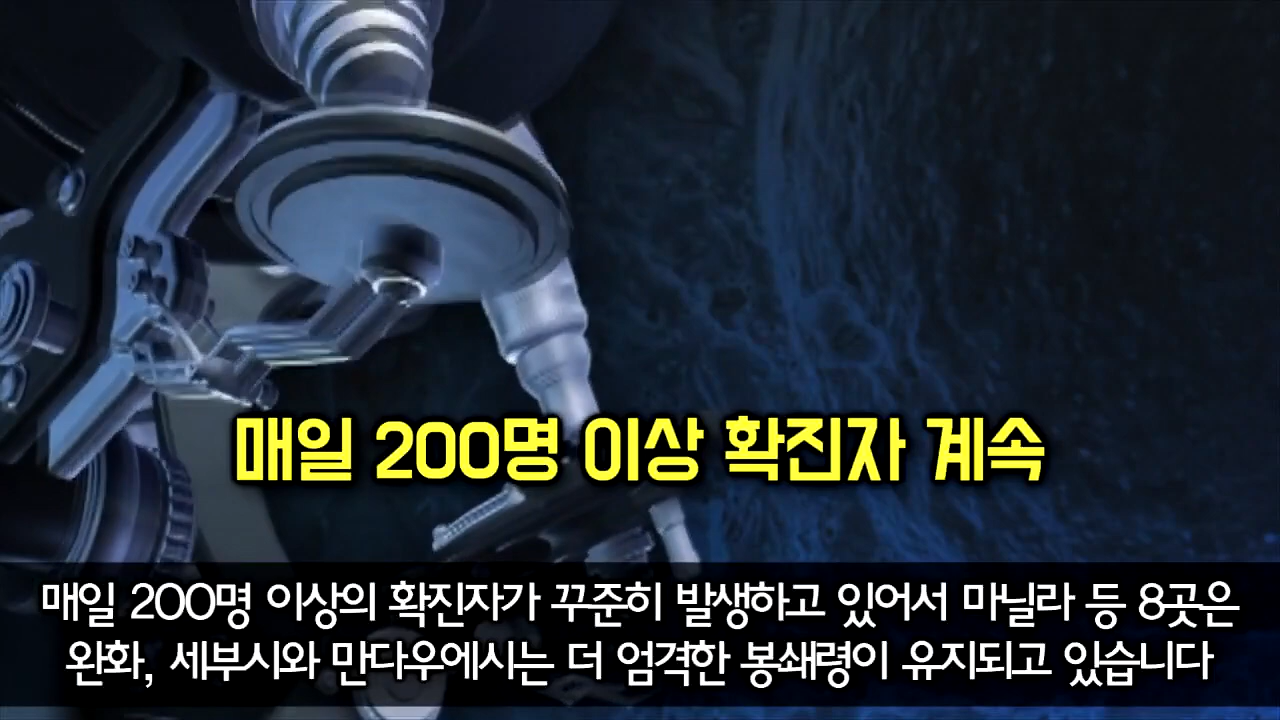 매일 200명 이상 확진자 계속
매일 200명 이상의 확진자가 꾸준히 발생하고 있어서 마닐라 등 8곳은
완화, 세부시와 만다우에시는 더 엄격한 봉쇄령이 유지되고 있습니다